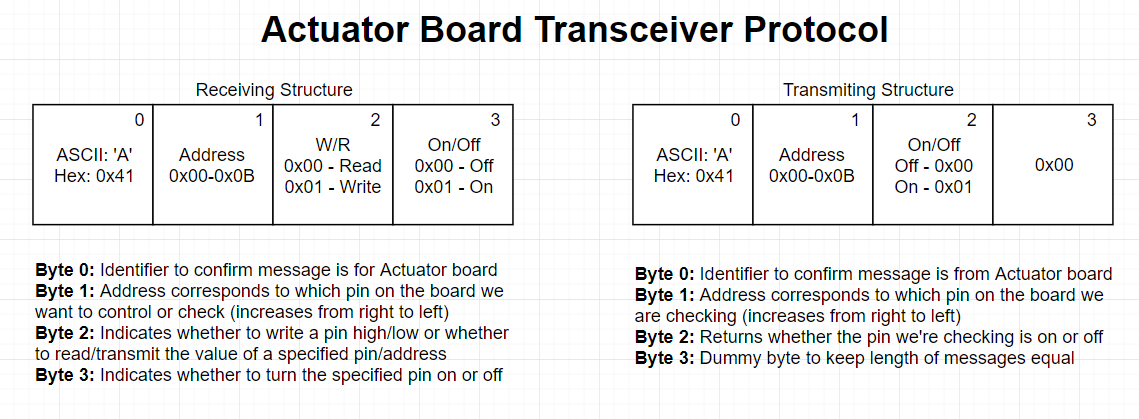 Actuator Board Transceiver Protocol
Receiving Structure
0
ASCII: 'A'
Hex: 0x41
1
Address
0x00-0x0B
2
W/R
0x00 - Read
0x01 - Write
3
On/Off
0x00 - Off
0x01 - On
Byte 0: Identifier to confirm message is for Actuator board
Byte 1: Address corresponds to which pin on the board we
want to control or check (increases from right to left)
Byte 2: Indicates whether to write a pin high/low or whether
to read/transmit the value of a specified pin/address
Byte 3: Indicates whether to turn the specified pin on or off
Transmiting Structure
0
ASCII: 'A'
Hex: 0x41
1
Address
0x00-0x0B
2
On/Off
Off - 0x00
On - 0x01
3
0x00
Byte 0: Identifier to confirm message is from Actuator board
Byte 1: Address corresponds to which pin on the board we
are checking (increases from right to left)
Byte 2: Returns whether the pin we're checking is on or off
Byte 3: Dummy byte to keep length of messages equal